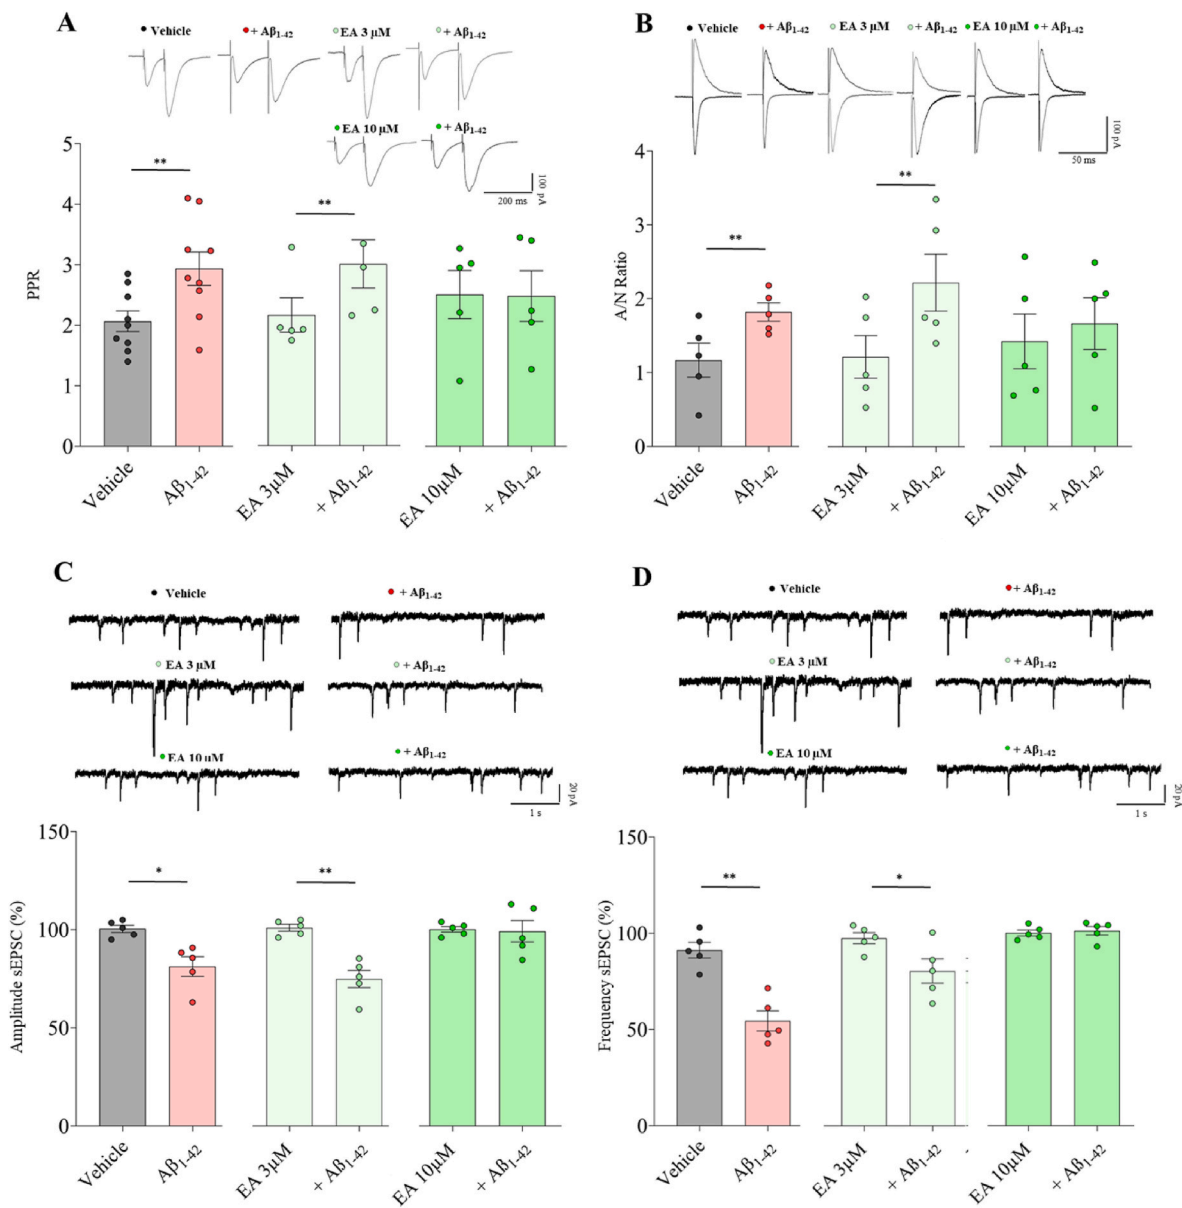 A
Vehicle + Aβ1-42 EA 3 µM + Aβ1-42
EA 10 µM + Aβ1-42
100 pA
200 ms
PPR
5
4
3
2
1
0
** **
Vehicle Aβ1-42 EA 3µM + Aβ1-42 EA 10µM + Aβ1-42
B
Vehicle + Aβ1-42 EA 3 µM + Aβ1-42 EA 10 µM + Aβ1-42
100 pA
50 ms
A/N Ratio
4
3
2
1
0
** **
Vehicle Aβ1-42 EA 3µM + Aβ1-42 EA 10µM + Aβ1-42
C
Vehicle + Aβ1-42
EA 3 µM + Aβ1-42
EA 10 µM + Aβ1-42
20 pA
1 s
Amplitude sEPSC (%)
150
100
50
0
* **
Vehicle Aβ1-42 EA 3µM + Aβ1-42 EA 10µM + Aβ1-42
D
Vehicle + Aβ1-42
EA 3 µM + Aβ1-42
EA 10 µM + Aβ1-42
20 pA
1 s
Frequency sEPSC (%)
150
100
50
0
** *
Vehicle Aβ1-42 EA 3µM + Aβ1-42 EA 10µM + Aβ1-42